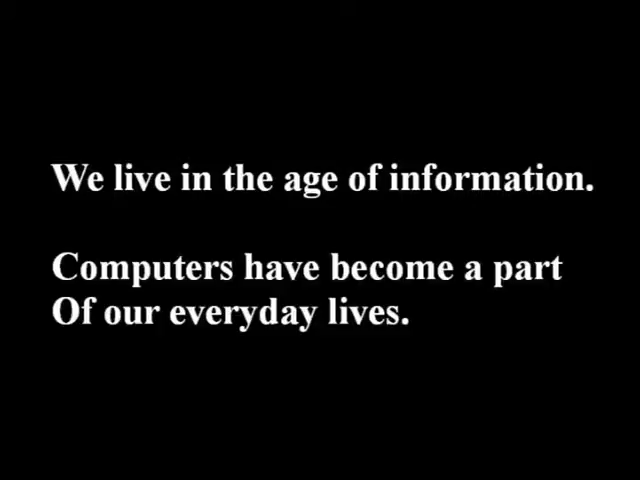 We live in the age of information.
Computers have become a part
Of our everyday lives.